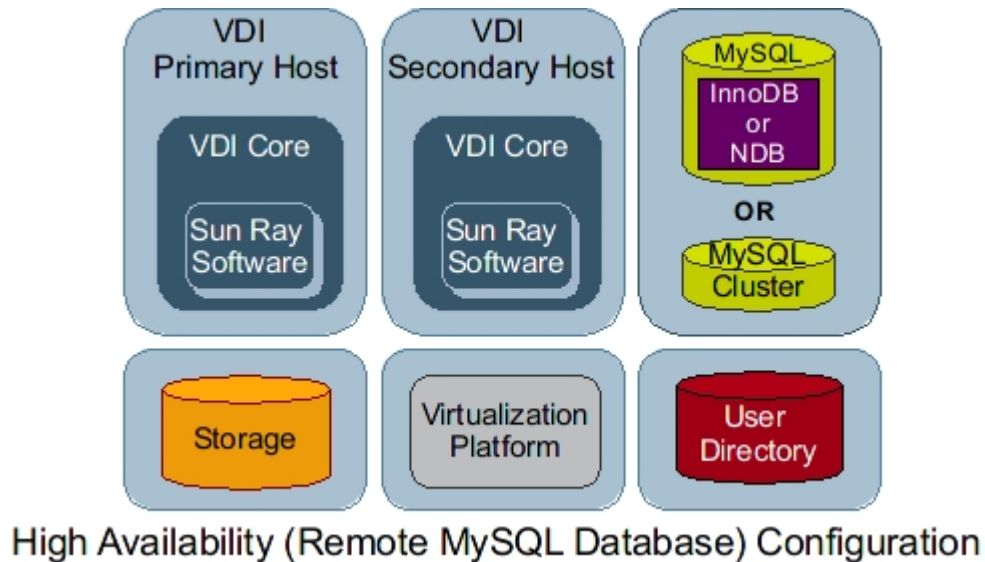 VDI
Primary Host
VDI Core
Sun Ray
Software
VDI
Secondary Host
VDI Core
Sun Ray
Software
MySQL
InnoDB
or
NDB
OR
MySQL
Cluster
Storage
Virtualization
Platform
User
Directory
High Availability (Remote MySQL Database) Configuration